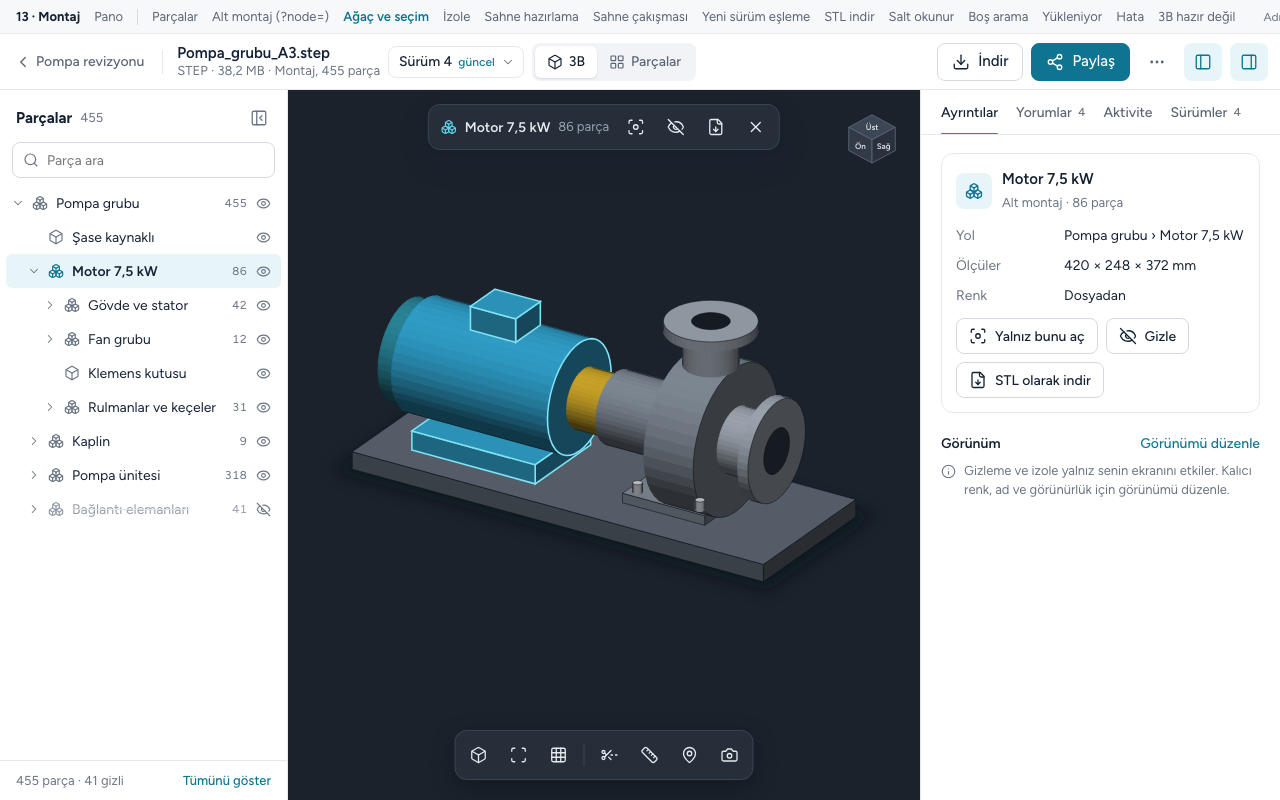 13 · Montaj Pano Parçalar Alt montaj (?node=) Ağaç ve seçim İzole Sahne hazırlama Sahne çakışması Yeni sürüm eşleme STL indir Salt okunur Boş arama Yükleniyor Hata 3B hazır değil
Pompa revizyonu
Pompa_grubu_A3.step
STEP · 38,2 MB · Montaj, 455 parça
Sürüm 4 güncel
3B
Parçalar
İndir
Paylaş
Parçalar 455
Parça ara
Pompa grubu 455
Şase kaynaklı
Motor 7,5 kW 86
Gövde ve stator 42
Fan grubu 12
Klemens kutusu
Rulmanlar ve keçeler 31
Kaplin 9
Pompa ünitesi 318
Bağlantı elemanları 41
455 parça · 41 gizli
Tümünü göster
Motor 7,5 kW 86 parça
Üst
Ön Sağ
Ayrıntılar Yorumlar 4 Aktivite Sürümler 4
Motor 7,5 kW
Alt montaj · 86 parça
Yol Pompa grubu › Motor 7,5 kW
Ölçüler 420 × 248 × 372 mm
Renk Dosyadan
Yalnız bunu aç
Gizle
STL olarak indir
Görünüm Görünümü düzenle
Gizleme ve izole yalnız senin ekranını etkiler. Kalıcı
renk, ad ve görünürlük için görünümü düzenle.